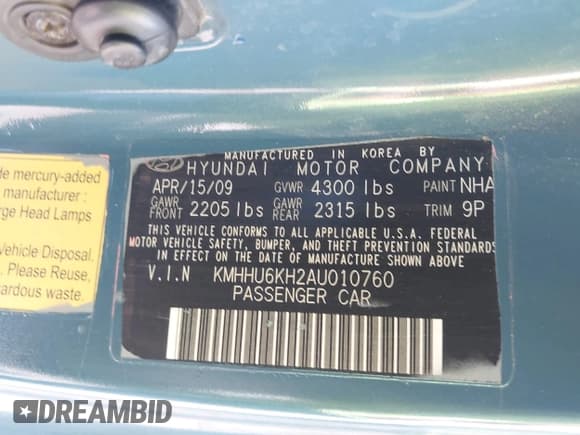 MANUFACTURED IN KOREA BY
HYUNDAI MOTOR COMPANY
APR/15/09 GVWR 4300 lbs PAINT NHA
GAWR FRONT 2205 lbs GAWR REAR 2315 lbs TRIM 9P
THIS VEHICLE CONFORMS TO ALL APPLICABLE U.S.A. FEDERAL
MOTOR VEHICLE SAFETY, BUMPER, AND THEFT PREVENTION STANDARDS
IN EFFECT ON THE DATE OF MANUFACTURE SHOWN ABOVE.
V.I.N KMHHU6KH2AU010760
PASSENGER CAR
de mercury-added
manufacturer :
rge Head Lamps
Vehicle Disposal.
Please Reuse,
zardous waste.
DREAMBID